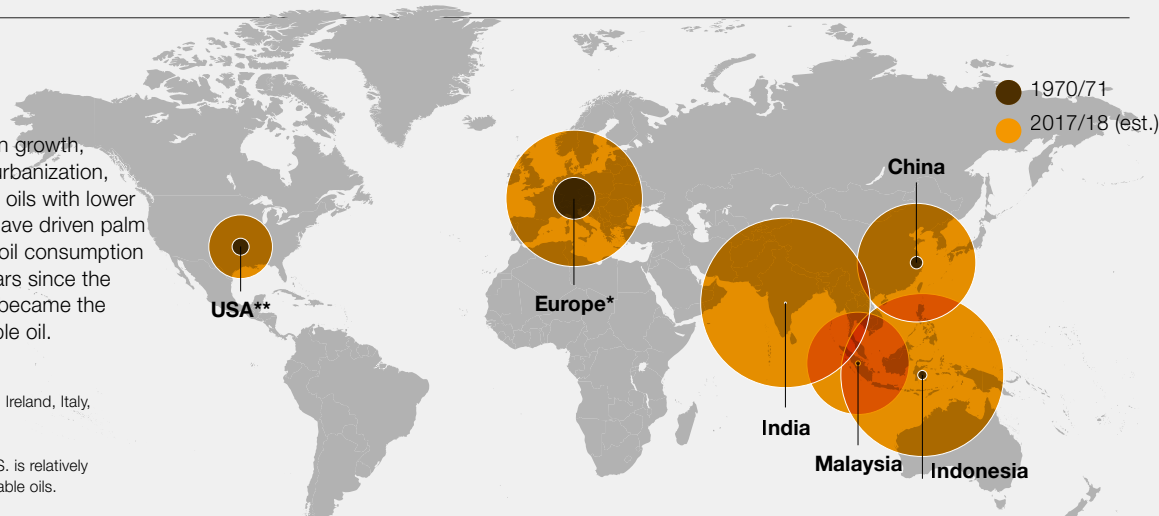 n growth,
urbanization,
oils with lower
ave driven palm
oil consumption
ars since the
became the
ble oil.
Ireland, Italy,
S. is relatively
able oils.
1970/71
2017/18 (est.)
China
USA**
Europe*
India
Malaysia
Indonesia